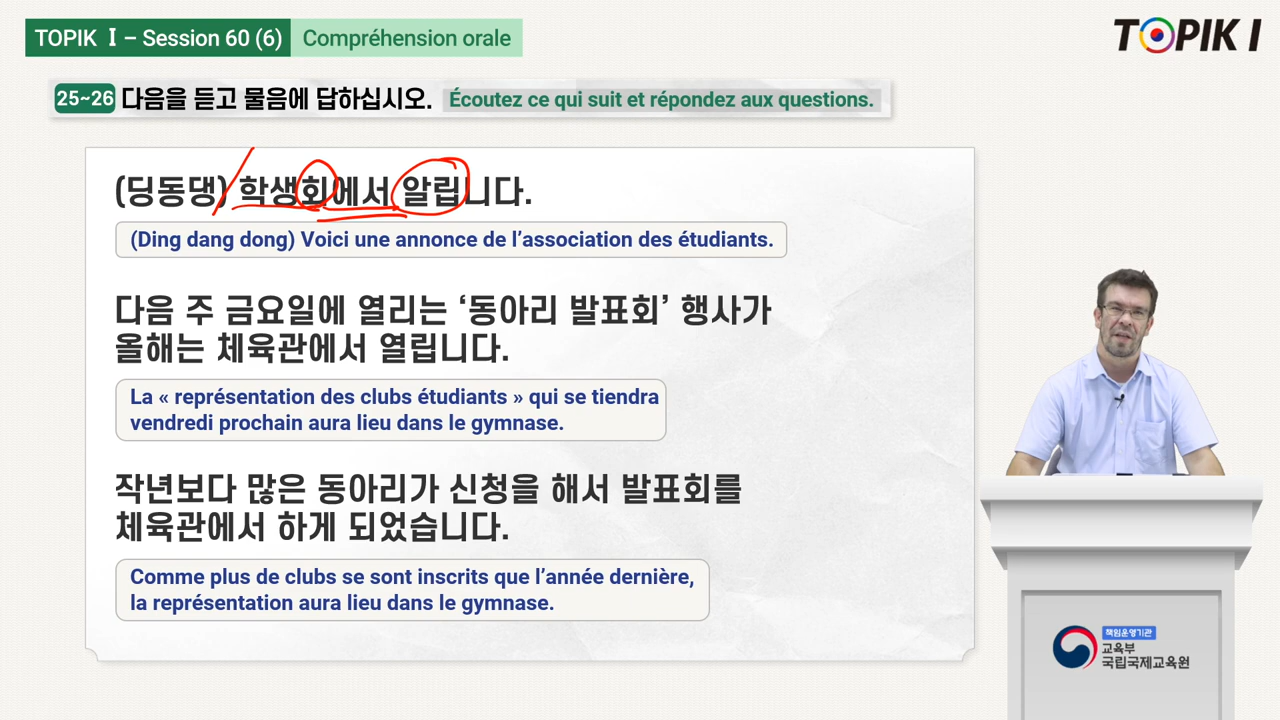 TOPIK Ⅰ – Session 60 (6) Compréhension orale
TOPIK I
25~26 다음을 듣고 물음에 답하십시오. Écoutez ce qui suit et répondez aux questions.
(딩동댕) 학생회에서 알립니다.
(Ding dang dong) Voici une annonce de l’association des étudiants.
다음 주 금요일에 열리는 ‘동아리 발표회’ 행사가
올해는 체육관에서 열립니다.
La « représentation des clubs étudiants » qui se tiendra
vendredi prochain aura lieu dans le gymnase.
작년보다 많은 동아리가 신청을 해서 발표회를
체육관에서 하게 되었습니다.
Comme plus de clubs se sont inscrits que l’année dernière,
la représentation aura lieu dans le gymnase.
책임운영기관
교육부
국립국제교육원